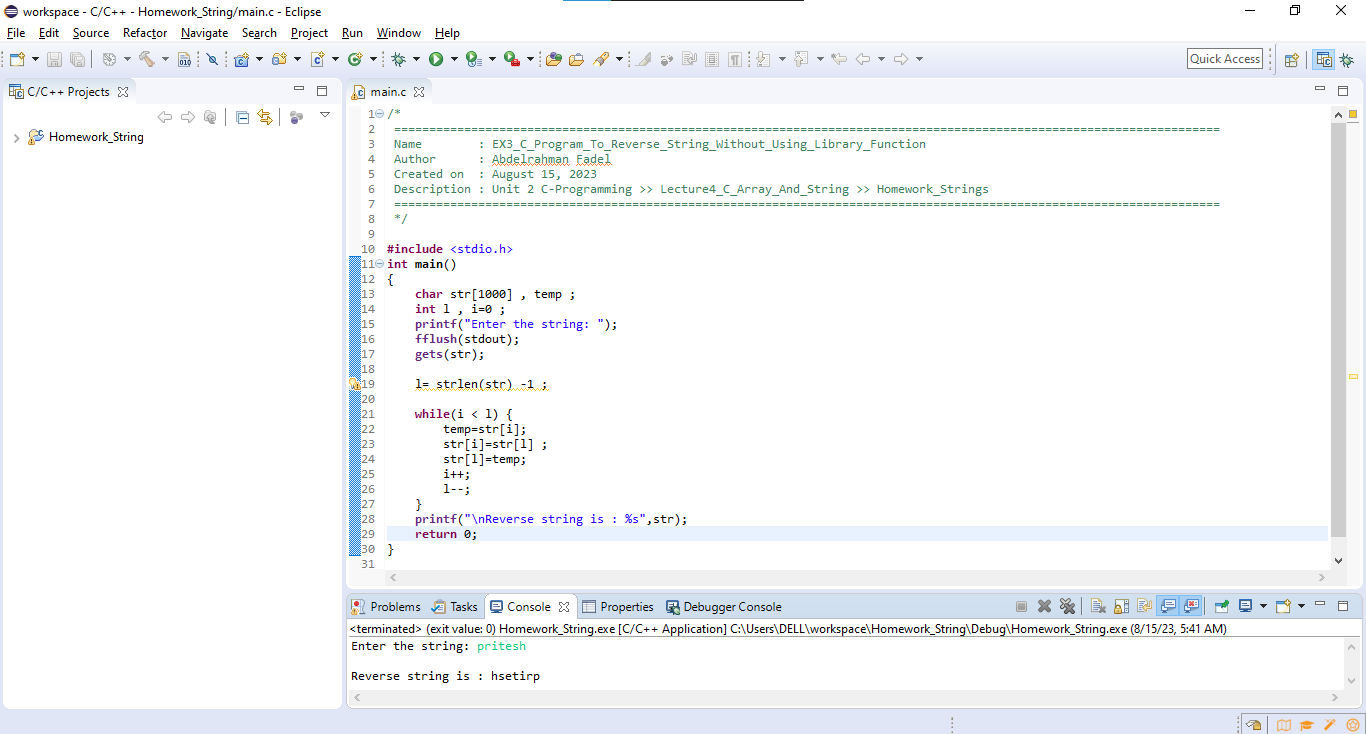 workspace - C/C++ - Homework_String/main.c - Eclipse
File Edit Source Refactor Navigate Search Project Run Window Help
Quick Access
C/C++ Projects
main.c
Homework_String
1 /*
2 ======================================================================================================================
3 Name        : EX3_C_Program_To_Reverse_String_Without_Using_Library_Function
4 Author      : Abdelrahman Fadel
5 Created on  : August 15, 2023
6 Description : Unit 2 C-Programming >> Lecture4_C_Array_And_String >> Homework_Strings
7 ======================================================================================================================
8 */
9
10 #include <stdio.h>
11 int main()
12 {
13     char str[1000] , temp ;
14     int l , i=0 ;
15     printf("Enter the string: ");
16     fflush(stdout);
17     gets(str);
18
19     l= strlen(str) -1 ;
20
21     while(i < l) {
22         temp=str[i];
23         str[i]=str[l] ;
24         str[l]=temp;
25         i++;
26         l--;
27     }
28     printf("\nReverse string is : %s",str);
29     return 0;
30 }
31
Problems Tasks Console Properties Debugger Console
<terminated> (exit value: 0) Homework_String.exe [C/C++ Application] C:\Users\DELL\workspace\Homework_String\Debug\Homework_String.exe (8/15/23, 5:41 AM)
Enter the string: pritesh
Reverse string is : hsetirp